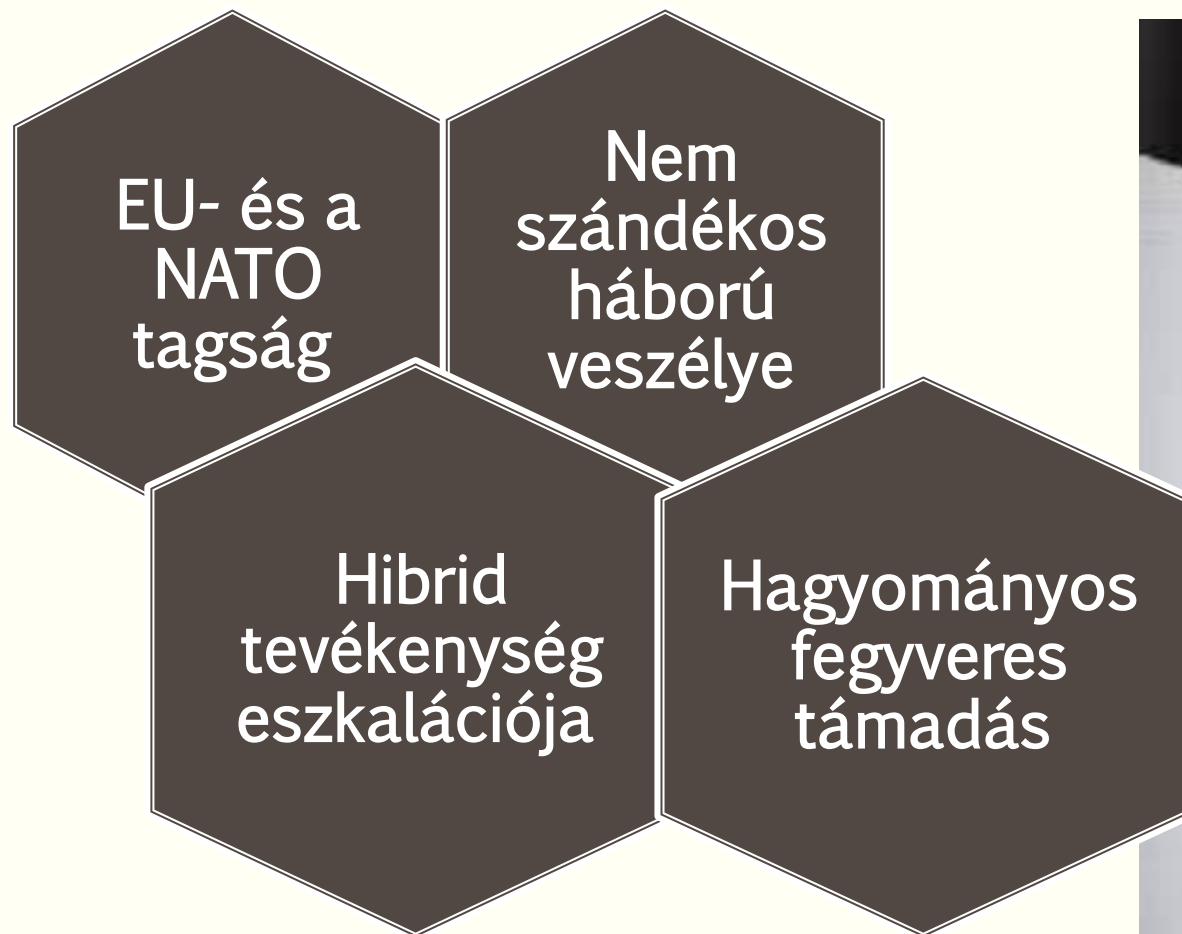 EU- és a
NATO
tagság
Nem
szándékos
háború
veszélye
Hibrid
tevékenység
eszkalációja
Hagyományos
fegyveres
támadás